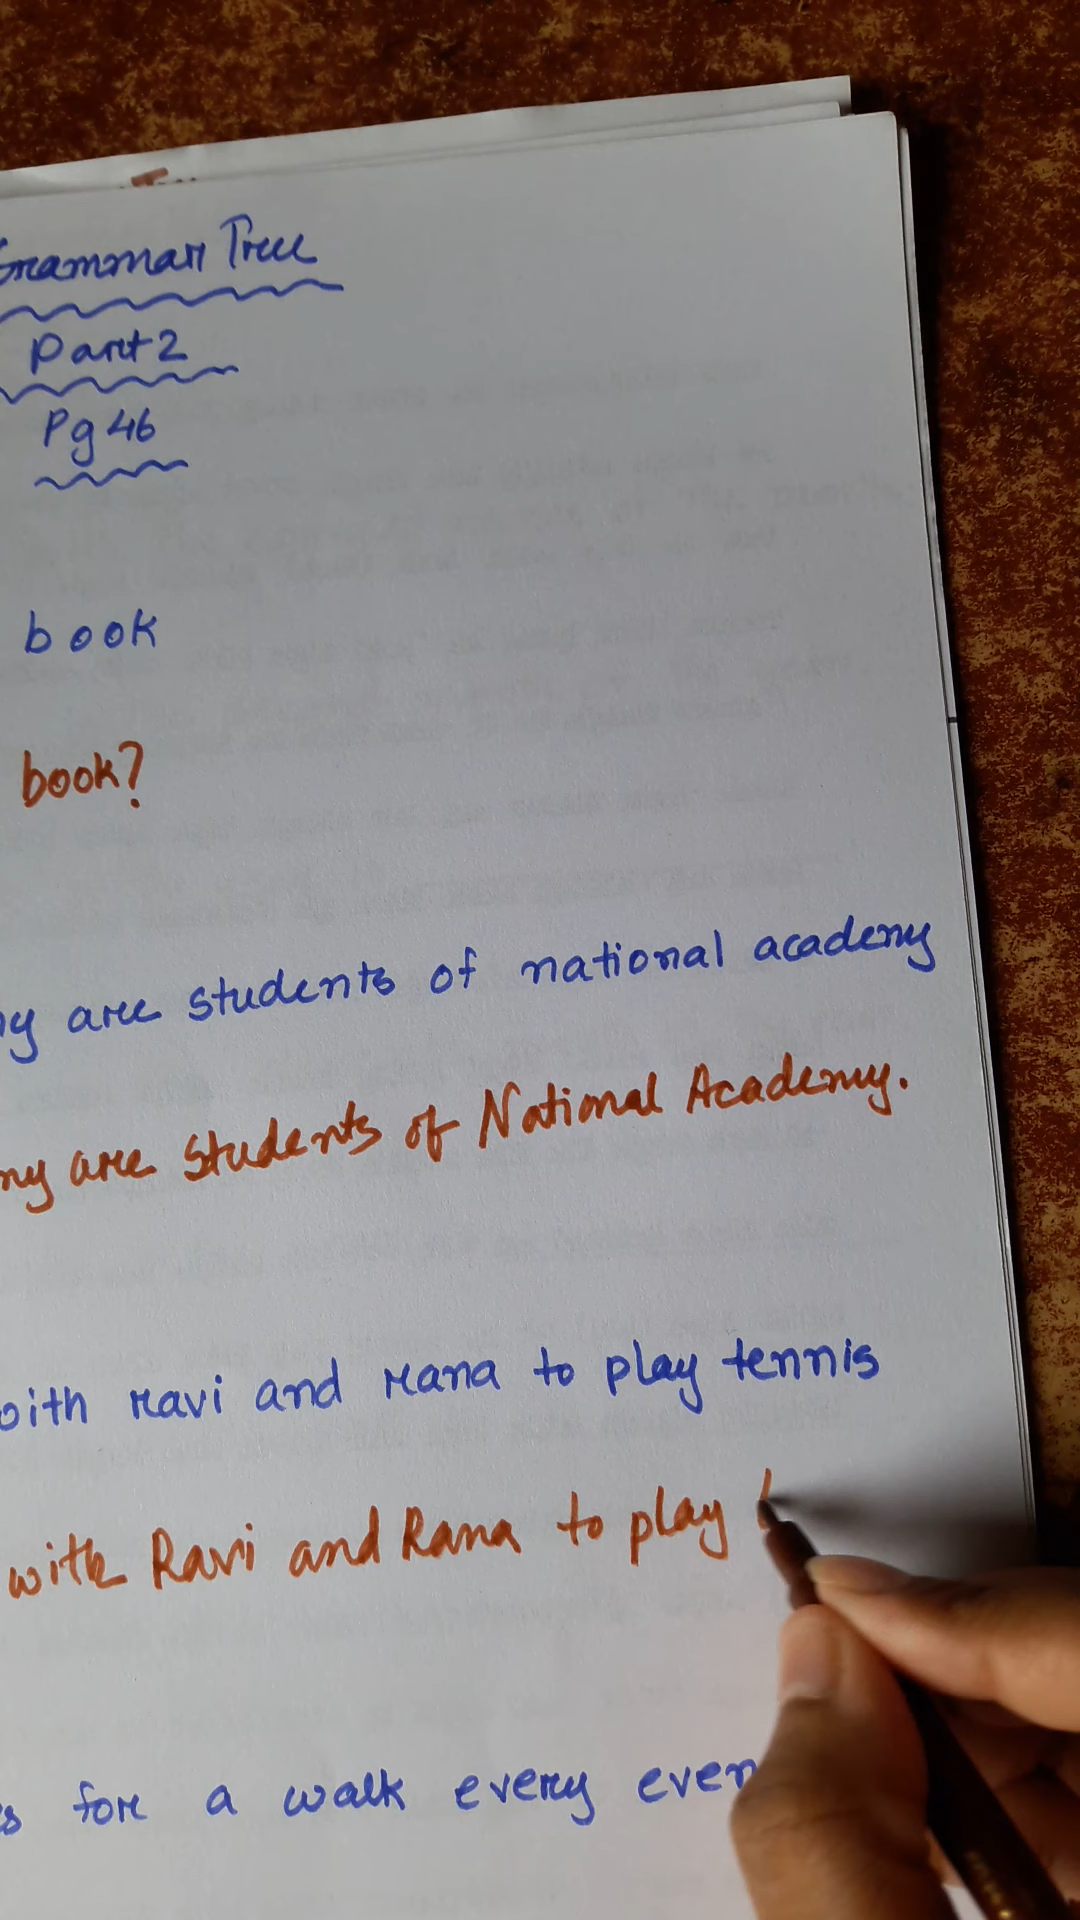 Grammar Tree
Part 2
Pg 46
book
book?
are students of national academy
are Students of National Academy.
with ravi and rana to play tennis
with Ravi and Rana to play
for a walk every